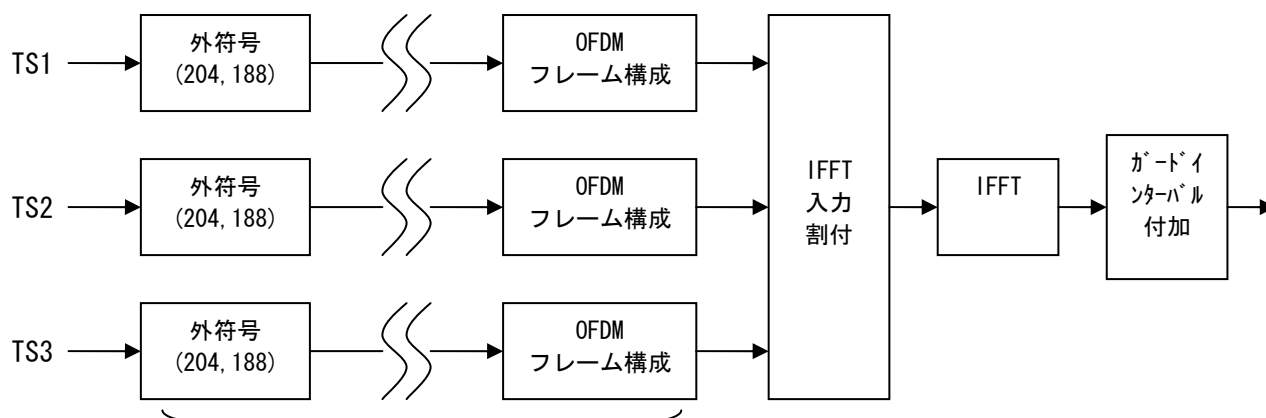 TS1
外符号
(204, 188)
OFDM
フレーム構成
TS2
外符号
(204, 188)
OFDM
フレーム構成
TS3
外符号
(204, 188)
OFDM
フレーム構成
IFFT
入力
割付
IFFT
ｶﾞｰﾄﾞｲ
ﾝﾀｰﾊﾞﾙ
付加